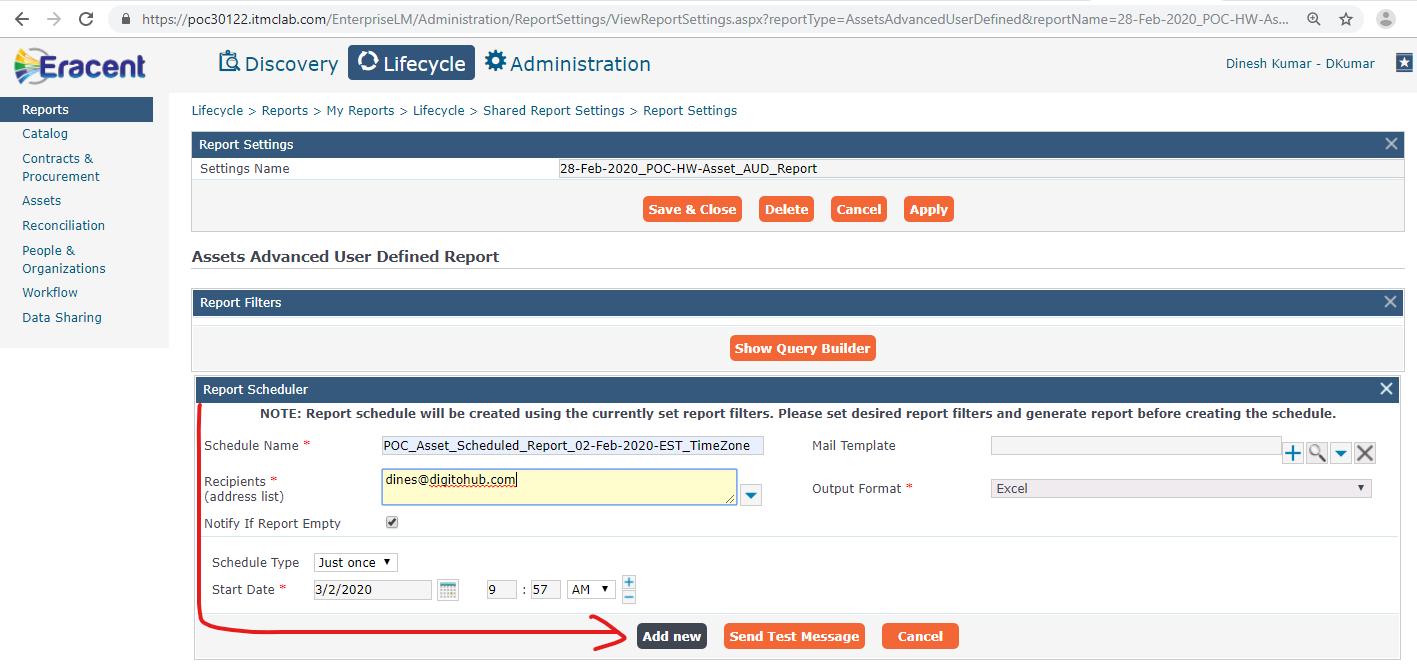 https://poc30122.itmclab.com/EnterpriseLM/Administration/ReportSettings/ViewReportSettings.aspx?reportType=AssetsAdvancedUserDefined&reportName=28-Feb-2020_POC-HW-As...
Eracent
Discovery Lifecycle Administration
Dinesh Kumar - DKumar
Reports
Catalog
Contracts &
Procurement
Assets
Reconciliation
People &
Organizations
Workflow
Data Sharing
Lifecycle > Reports > My Reports > Lifecycle > Shared Report Settings > Report Settings
Report Settings
Settings Name 28-Feb-2020_POC-HW-Asset_AUD_Report
Save & Close Delete Cancel Apply
Assets Advanced User Defined Report
Report Filters
Show Query Builder
Report Scheduler
NOTE: Report schedule will be created using the currently set report filters. Please set desired report filters and generate report before creating the schedule.
Schedule Name * POC_Asset_Scheduled_Report_02-Feb-2020-EST_TimeZone Mail Template
Recipients * dines@digitohub.com
(address list)
Output Format * Excel
Notify If Report Empty
Schedule Type Just once
Start Date * 3/2/2020 9 : 57 AM
Add new Send Test Message Cancel